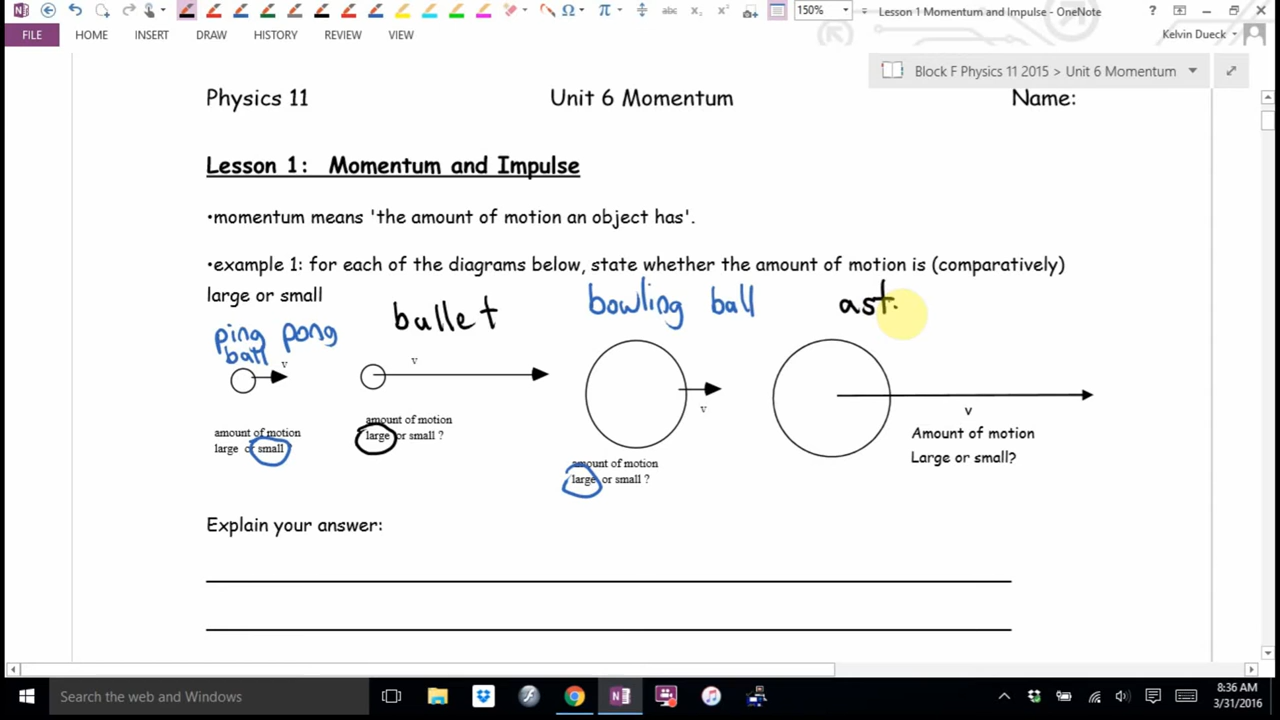 150%
Lesson 1 Momentum and Impulse - OneNote
FILE HOME INSERT DRAW HISTORY REVIEW VIEW
Kelvin Dueck
Block F Physics 11 2015 > Unit 6 Momentum
Physics 11 Unit 6 Momentum Name:
Lesson 1: Momentum and Impulse
•momentum means 'the amount of motion an object has'.
•example 1: for each of the diagrams below, state whether the amount of motion is (comparatively)
large or small
ping pong
ball
v
amount of motion
large or small
bullet
v
amount of motion
large or small ?
bowling ball
v
amount of motion
large or small ?
ast
v
Amount of motion
Large or small?
Explain your answer:
Search the web and Windows
8:36 AM
3/31/2016